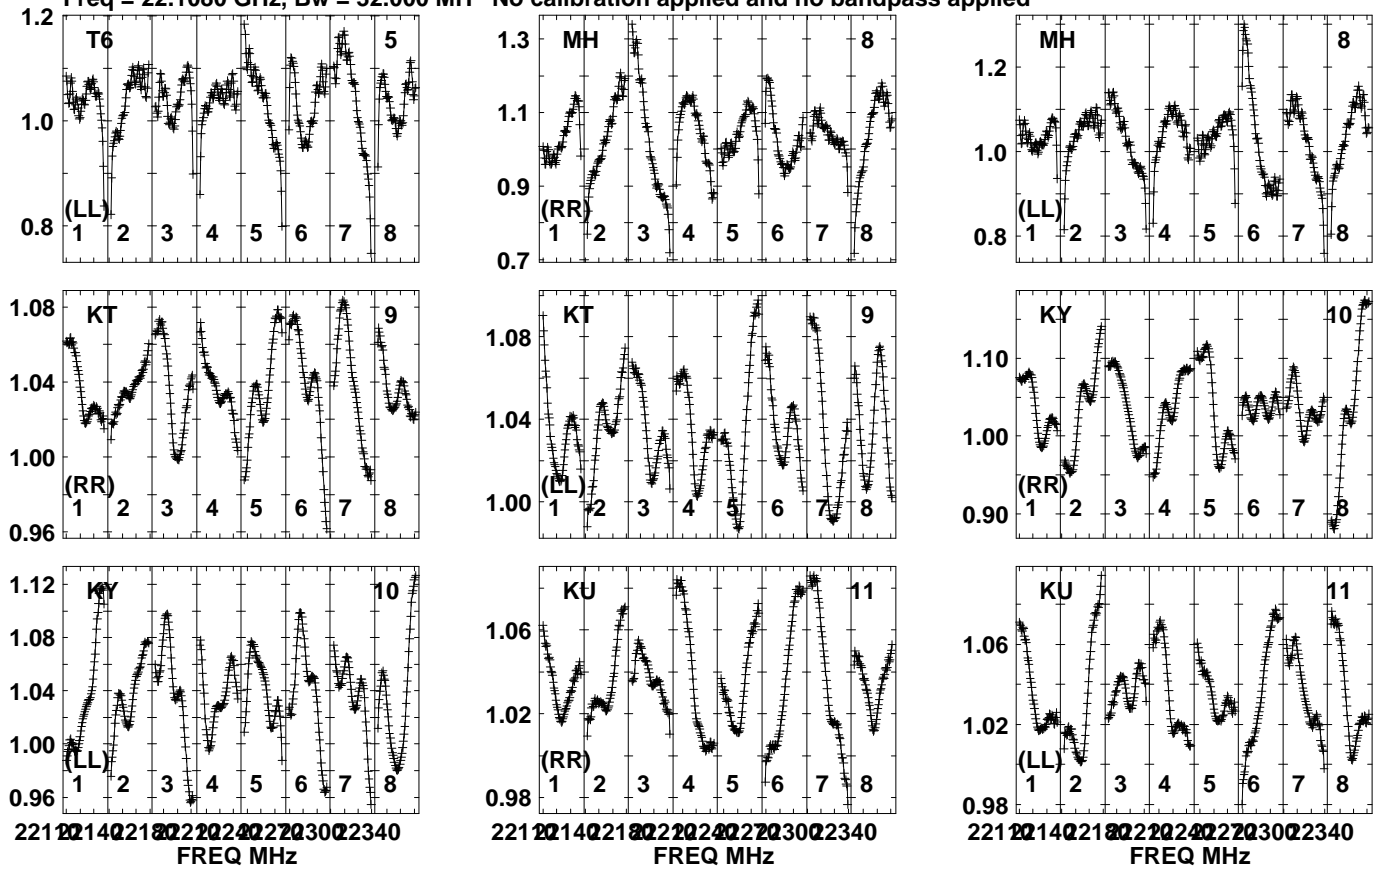 Freq = 22.1080 GHz, Bw = 32.000 MH No calibration applied and no bandpass applied
1.2
1.0
0.8
T6 5
(LL)
1 2 3 4 5 6 7 8
1.3
1.1
0.9
0.7
MH 8
(RR)
1 2 3 4 5 6 7 8
1.2
1.0
0.8
MH 8
(LL)
1 2 3 4 5 6 7 8
1.08
1.04
1.00
0.96
KT 9
(RR)
1 2 3 4 5 6 7 8
1.08
1.04
1.00
KT 9
(LL)
1 2 3 4 5 6 7 8
1.10
1.00
0.90
KY 10
(RR)
1 2 3 4 5 6 7 8
1.12
1.08
1.04
1.00
0.96
KY 10
(LL)
1 2 3 4 5 6 7 8
1.06
1.02
0.98
KU 11
(RR)
1 2 3 4 5 6 7 8
1.06
1.02
0.98
KU 11
(LL)
1 2 3 4 5 6 7 8
22340
FREQ MHz
22340
FREQ MHz
22340
FREQ MHz